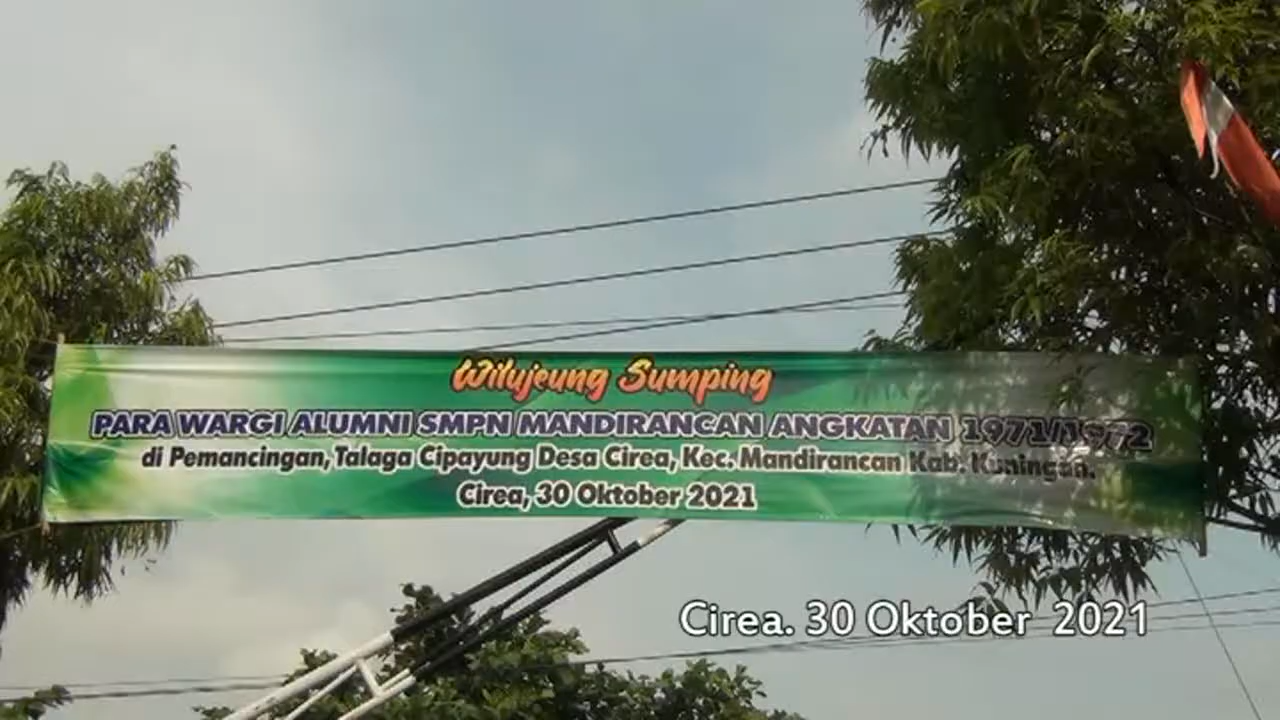 Wilujeung Sumping
PARA WARGI ALUMNI SMPN MANDIRANCAN ANGKATAN 1971/1972
di Pemancingan, Talaga Cipayung Desa Cirea, Kec. Mandirancan Kab. Kuningan.
Cirea, 30 Oktober 2021
Cirea. 30 Oktober 2021